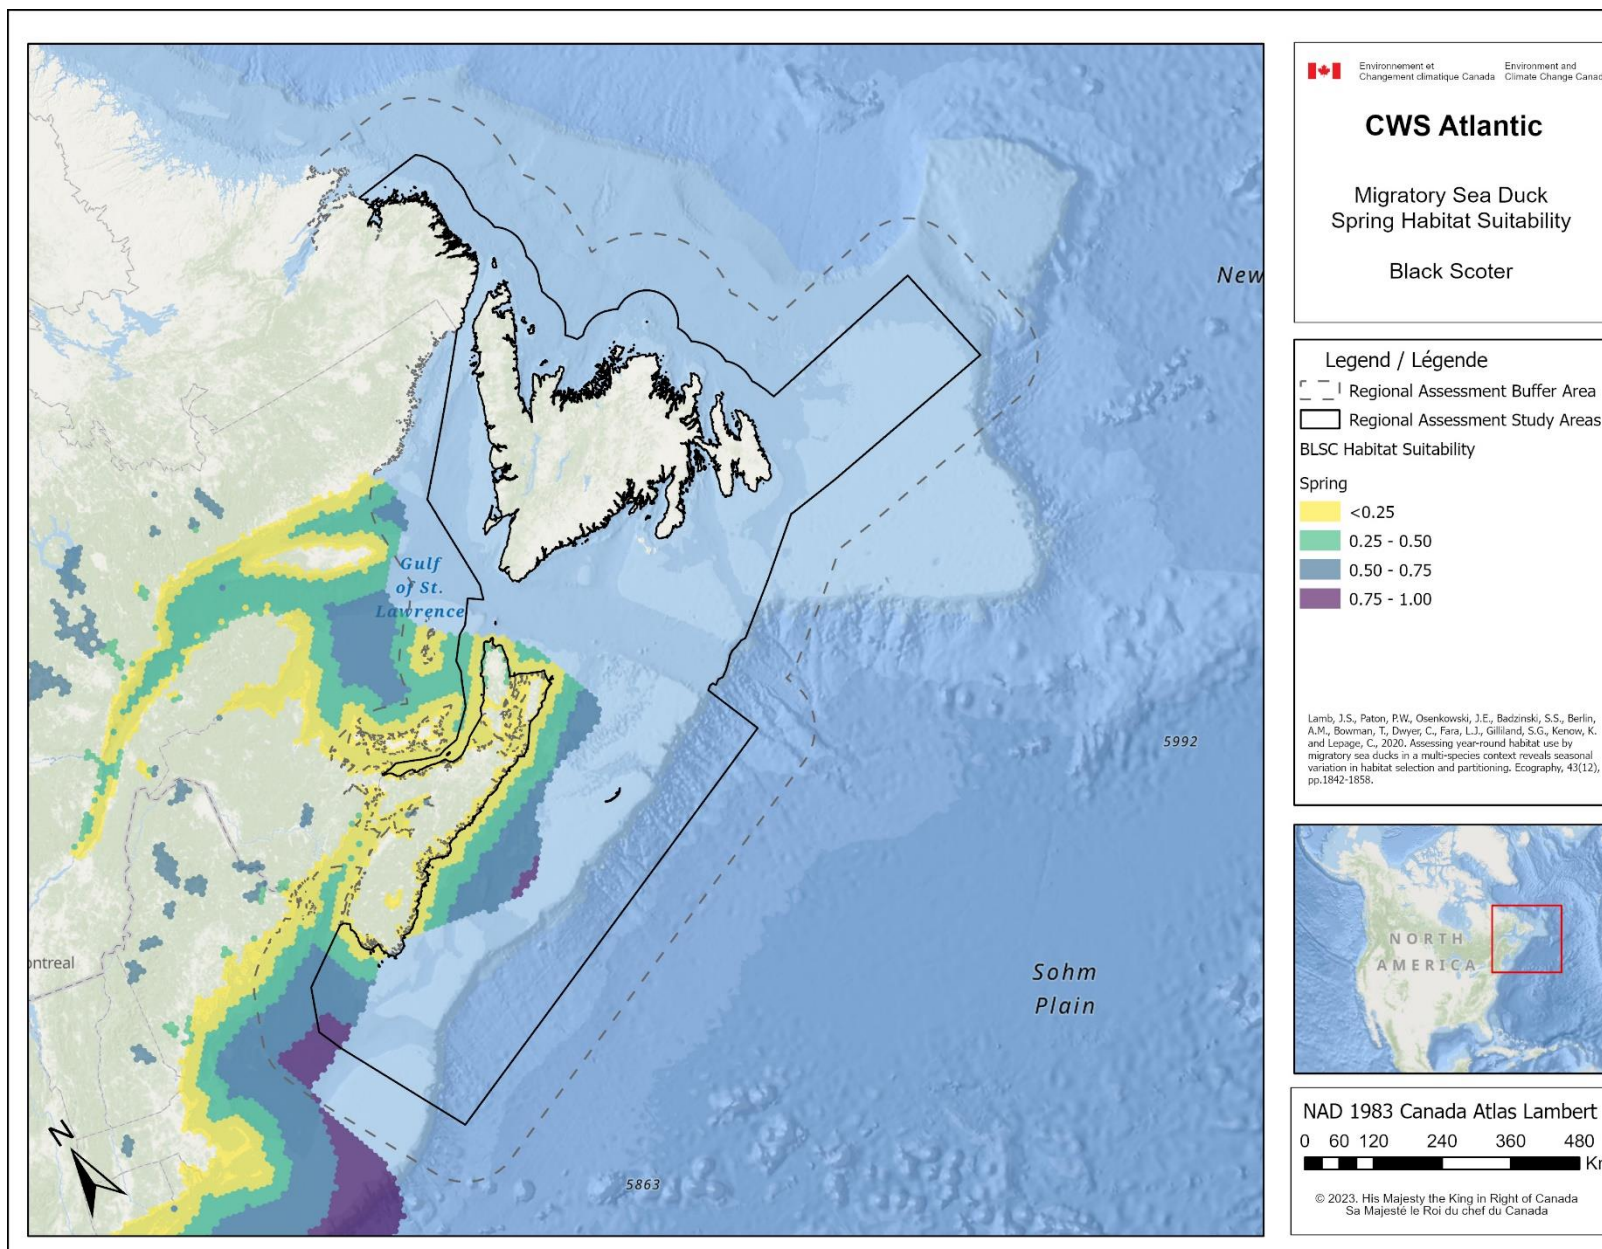 New
Gulf
of St.
Lawrence
5992
ontreal
Sohm
Plain
5863
N
Environnement et
Changement climatique Canada
Environment and
Climate Change Canad
CWS Atlantic
Migratory Sea Duck
Spring Habitat Suitability
Black Scoter
Legend / Légende
Regional Assessment Buffer Area
Regional Assessment Study Areas
BLSC Habitat Suitability
Spring
<0.25
0.25 - 0.50
0.50 - 0.75
0.75 - 1.00
Lamb, J.S., Paton, P.W., Osenkowski, J.E., Badzinski, S.S., Berlin,
A.M., Bowman, T., Dwyer, C., Fara, L.J., Gilliland, S.G., Kenow, K.
and Lepage, C., 2020. Assessing year-round habitat use by
migratory sea ducks in a multi-species context reveals seasonal
variation in habitat selection and partitioning. Ecography, 43(12),
pp.1842-1858.
NORTH
AMERICA
NAD 1983 Canada Atlas Lambert
0 60 120 240 360 480
Km
© 2023. His Majesty the King in Right of Canada
Sa Majesté le Roi du chef du Canada